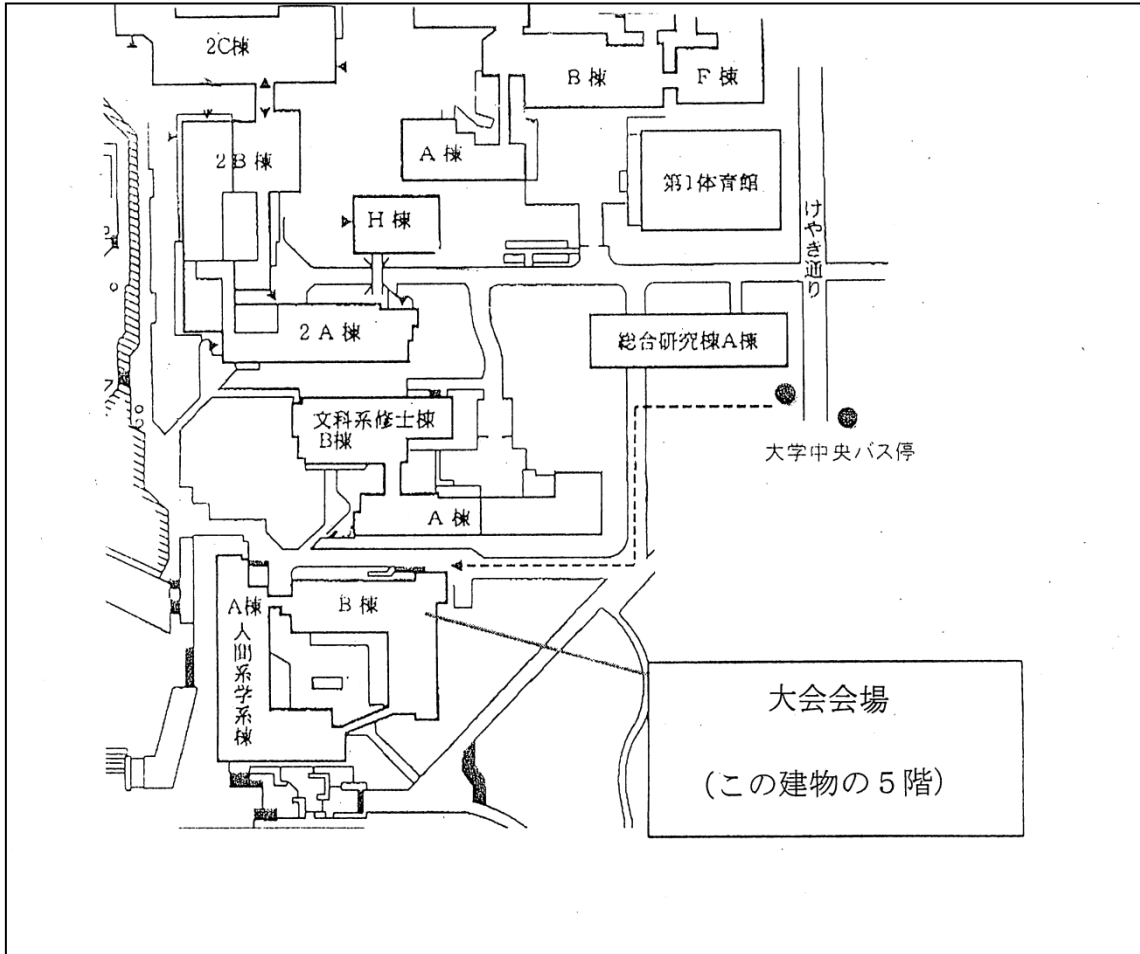 2C棟
B棟
F棟
2B棟
A棟
第1体育館
H棟
けやき通り
2A棟
総合研究棟A棟
文科系修士棟
B棟
大学中央バス停
A棟
A棟
B棟
人間系学系棟
大会会場
(この建物の5階)